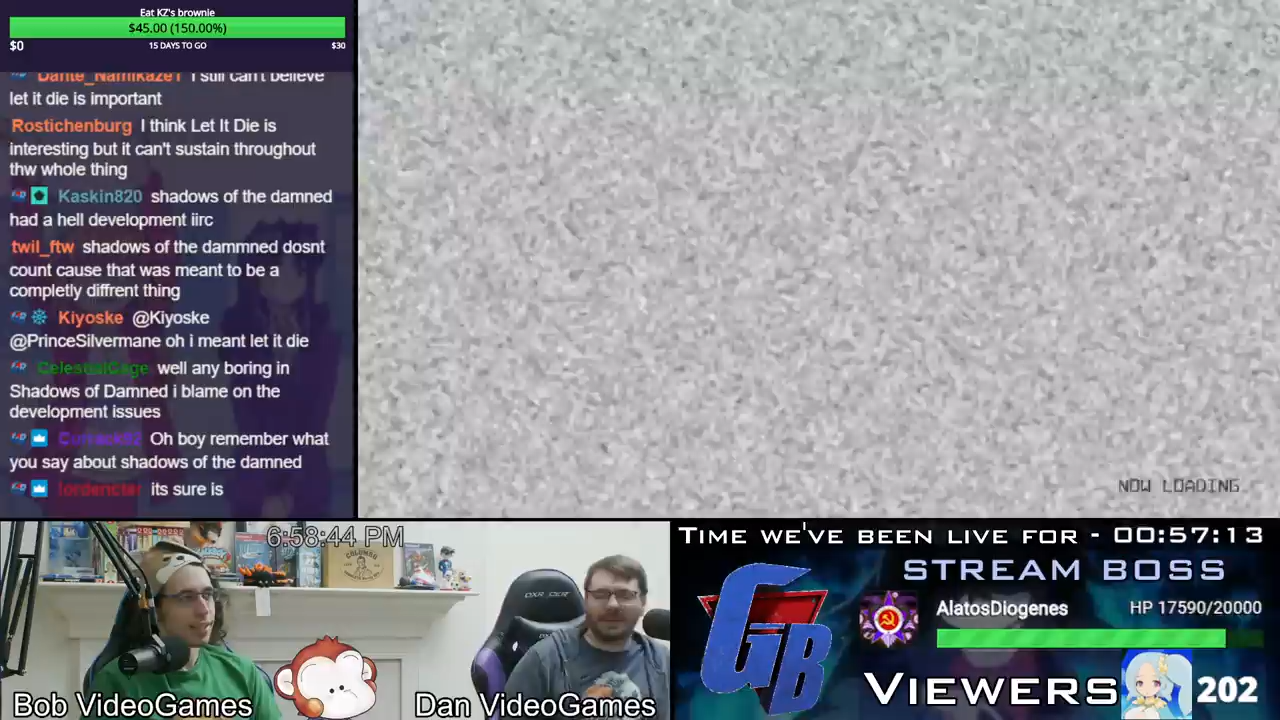 Eat KZ's brownie
$45.00 (150.00%)
$0 15 DAYS TO GO $30
Dante_Namikaze1 I still can't believe
let it die is important
Rostichenburg I think Let It Die is
interesting but it can't sustain throughout
thw whole thing
Kaskin820 shadows of the damned
had a hell development iirc
twil_ftw shadows of the dammned dosnt
count cause that was meant to be a
completly diffrent thing
Kiyoske @Kiyoske
@PrinceSilvermane oh i meant let it die
CelestialCage well any boring in
Shadows of Damned i blame on the
development issues
Oh boy remember what
you say about shadows of the damned
its sure is
NOW LOADING
6:58:44 PM
TIME WE'VE BEEN LIVE FOR - 00:57:13
STREAM BOSS
AlatosDiogenes HP 17590/20000
GB
VIEWERS 202
Bob VideoGames
Dan VideoGames